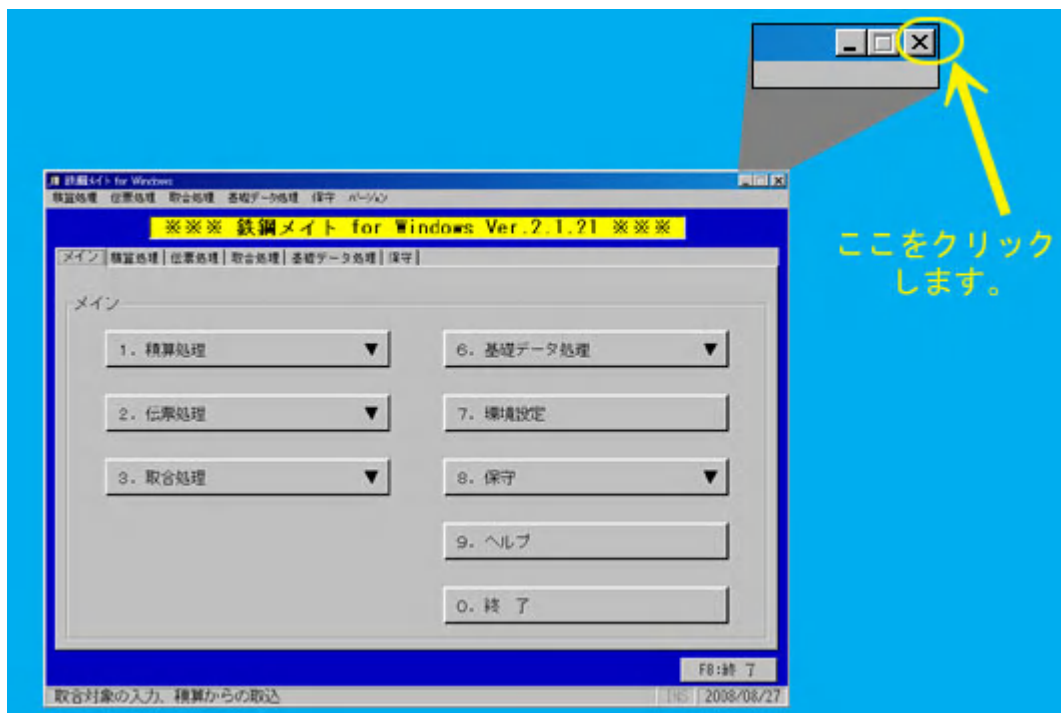 ここをクリック
します。
鉄鋼メイト for Windows
積算処理 伝票処理 取合処理 基礎データ処理 保守 バージョン
※※※ 鉄鋼メイト for Windows Ver.2.1.21 ※※※
メイン 積算処理 伝票処理 取合処理 基礎データ処理 保守
メイン
1. 積算処理 ▼
6. 基礎データ処理 ▼
2. 伝票処理 ▼
7. 環境設定
3. 取合処理 ▼
8. 保守 ▼
9. ヘルプ
0. 終 了
F8:終 了
取合対象の入力、積算からの取込
INS 2008/08/27